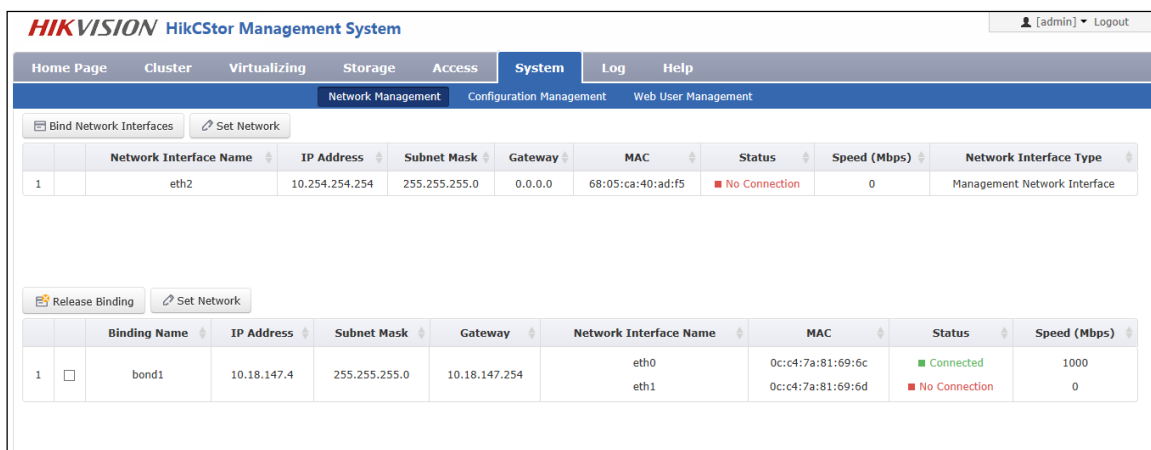 HIKVISION HikCStor Management System
[admin] Logout
Home Page Cluster Virtualizing Storage Access System Log Help
Network Management Configuration Management Web User Management
Bind Network Interfaces Set Network
Network Interface Name IP Address Subnet Mask Gateway MAC Status Speed (Mbps) Network Interface Type
1 eth2 10.254.254.254 255.255.255.0 0.0.0.0 68:05:ca:40:ad:f5 No Connection 0 Management Network Interface
Release Binding Set Network
Binding Name IP Address Subnet Mask Gateway Network Interface Name MAC Status Speed (Mbps)
eth0 0c:c4:7a:81:69:6c Connected 1000
1 bond1 10.18.147.4 255.255.255.0 10.18.147.254
eth1 0c:c4:7a:81:69:6d No Connection 0